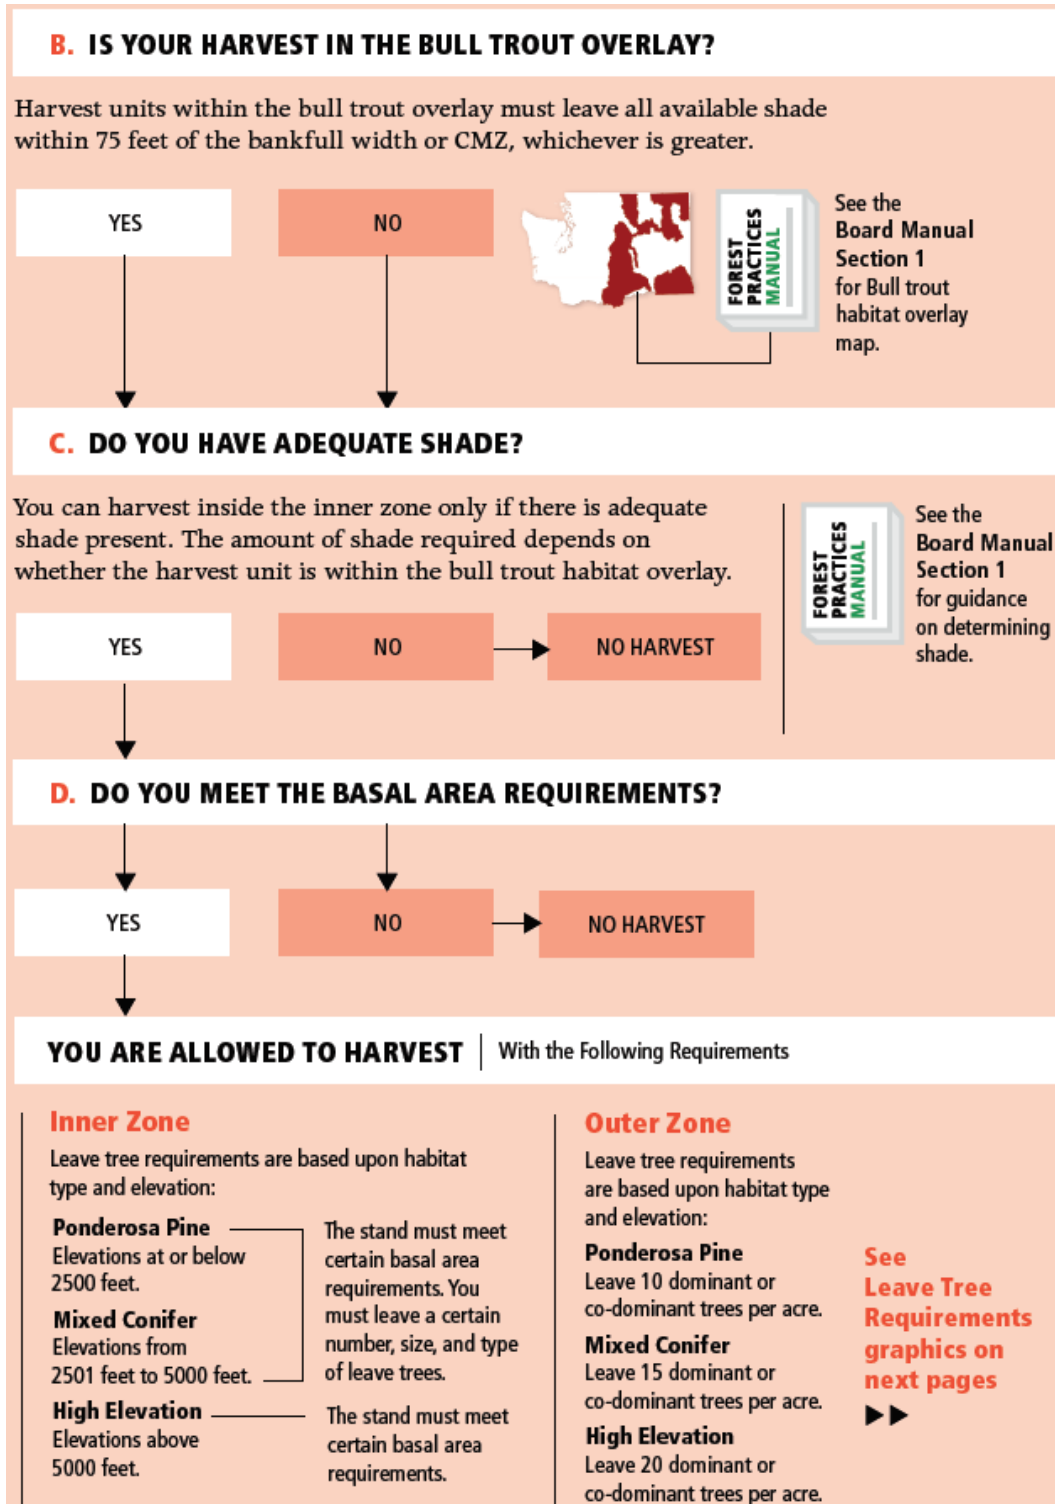 B. IS YOUR HARVEST IN THE BULL TROUT OVERLAY?
Harvest units within the bull trout overlay must leave all available shade
within 75 feet of the bankfull width or CMZ, whichever is greater.
YES
NO
FOREST
PRACTICES
MANUAL
See the
Board Manual
Section 1
for Bull trout
habitat overlay
map.
C. DO YOU HAVE ADEQUATE SHADE?
You can harvest inside the inner zone only if there is adequate
shade present. The amount of shade required depends on
whether the harvest unit is within the bull trout habitat overlay.
YES
NO
NO HARVEST
FOREST
PRACTICES
MANUAL
See the
Board Manual
Section 1
for guidance
on determining
shade.
D. DO YOU MEET THE BASAL AREA REQUIREMENTS?
YES
NO
NO HARVEST
YOU ARE ALLOWED TO HARVEST | With the Following Requirements
Inner Zone
Leave tree requirements are based upon habitat
type and elevation:
Ponderosa Pine
Elevations at or below
2500 feet.
Mixed Conifer
Elevations from
2501 feet to 5000 feet.
The stand must meet
certain basal area
requirements. You
must leave a certain
number, size, and type
of leave trees.
High Elevation
Elevations above
5000 feet.
The stand must meet
certain basal area
requirements.
Outer Zone
Leave tree requirements
are based upon habitat type
and elevation:
Ponderosa Pine
Leave 10 dominant or
co-dominant trees per acre.
Mixed Conifer
Leave 15 dominant or
co-dominant trees per acre.
High Elevation
Leave 20 dominant or
co-dominant trees per acre.
See
Leave Tree
Requirements
graphics on
next pages